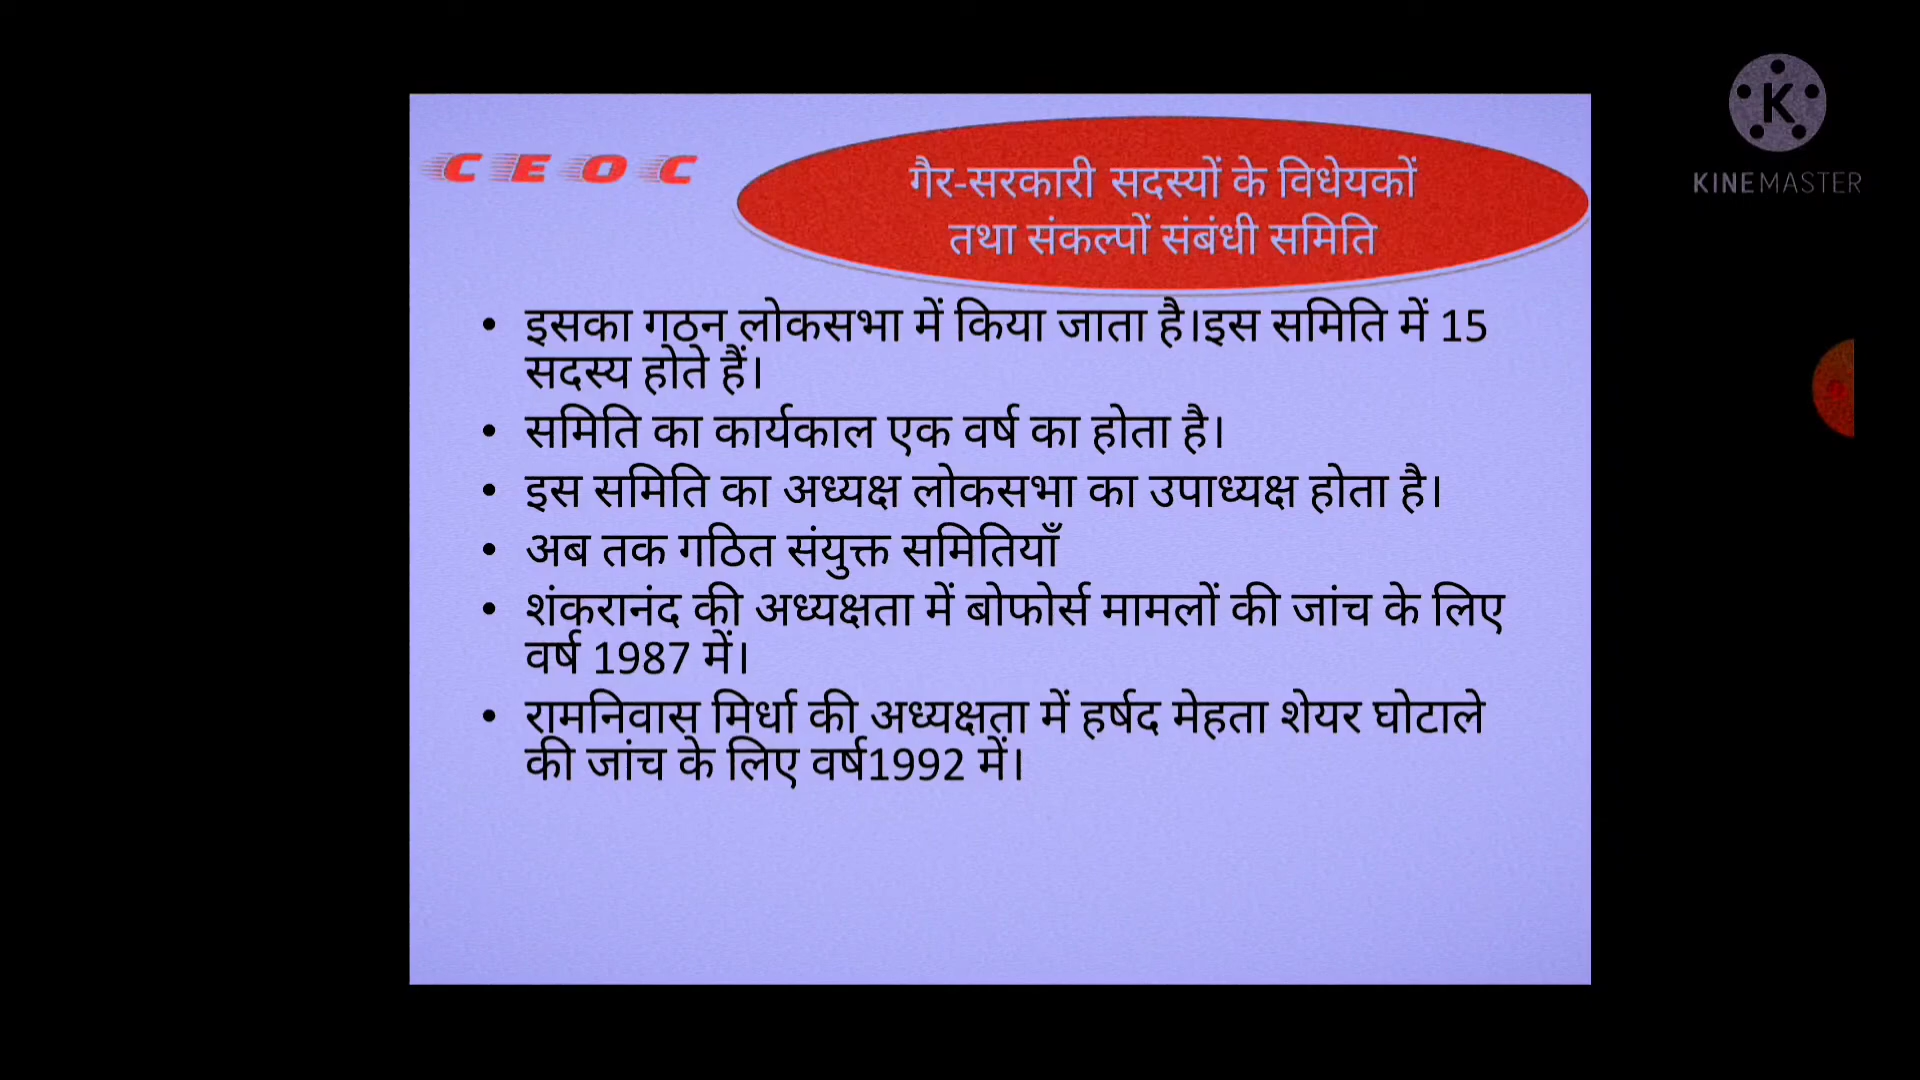 C E O C
गैर-सरकारी सदस्यों के विधेयकों
तथा संकल्पों संबंधी समिति
• इसका गठन लोकसभा में किया जाता है।इस समिति में 15
सदस्य होते हैं।
• समिति का कार्यकाल एक वर्ष का होता है।
• इस समिति का अध्यक्ष लोकसभा का उपाध्यक्ष होता है।
• अब तक गठित संयुक्त समितियाँ
• शंकरानंद की अध्यक्षता में बोफोर्स मामलों की जांच के लिए
वर्ष 1987 में।
• रामनिवास मिर्धा की अध्यक्षता में हर्षद मेहता शेयर घोटाले
की जांच के लिए वर्ष1992 में।
K
KINEMASTER